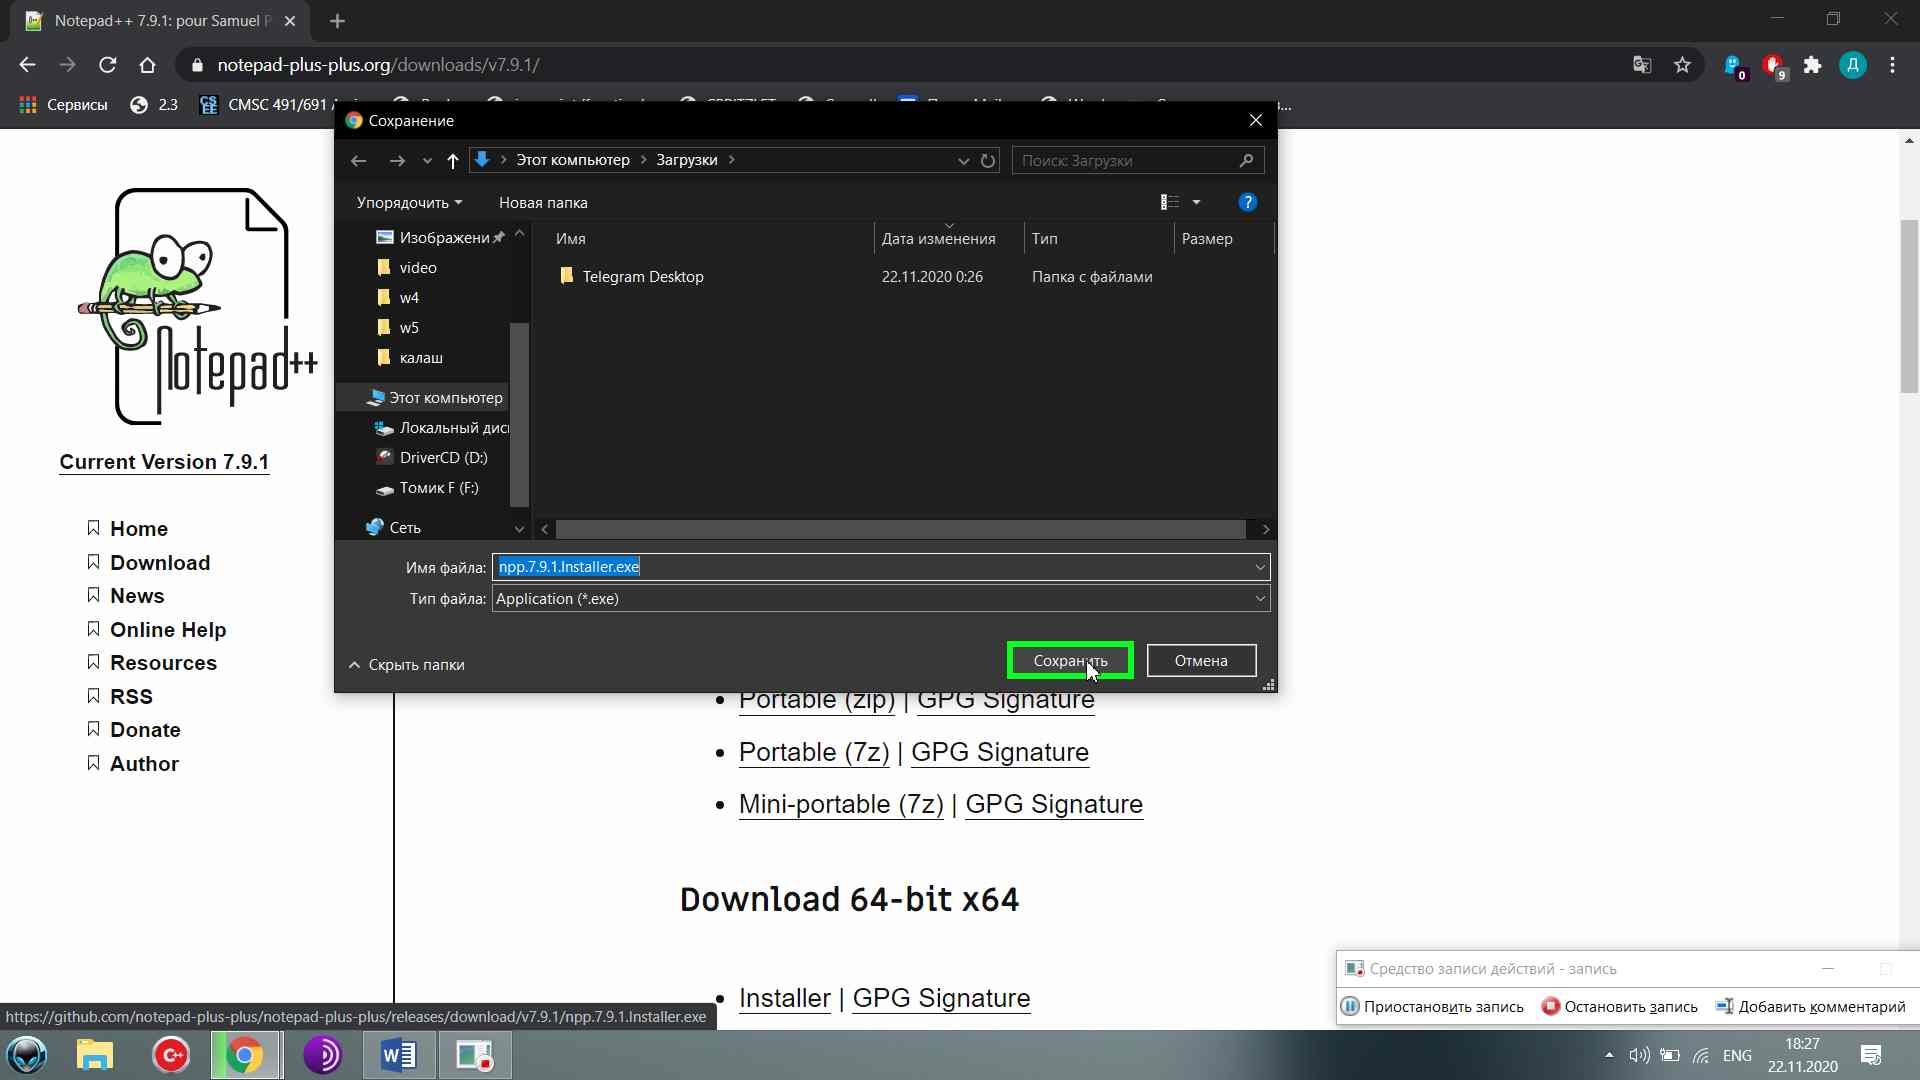 Notepad++ 7.9.1: pour Samuel P
notepad-plus-plus.org/downloads/v7.9.1/
0
9
Д
Сервисы
2.3
CMSC 491/691
Сохранение
Этот компьютер
Загрузки
Поиск: Загрузки
Упорядочить
Новая папка
?
Изображени
video
w4
w5
калаш
Этот компьютер
Локальный дис
DriverCD (D:)
Томик F (F:)
Сеть
Имя
Дата изменения
Тип
Размер
Telegram Desktop
22.11.2020 0:26
Папка с файлами
Имя файла:
npp.7.9.1.Installer.exe
Тип файла:
Application (*.exe)
Скрыть папки
Сохранить
Отмена
Notepad++
Current Version 7.9.1
Home
Download
News
Online Help
Resources
RSS
Donate
Author
Portable (zip) | GPG Signature
Portable (7z) | GPG Signature
Mini-portable (7z) | GPG Signature
Download 64-bit x64
Installer | GPG Signature
Средство записи действий - запись
Приостановить запись
Остановить запись
Добавить комментарий
https://github.com/notepad-plus-plus/notepad-plus-plus/releases/download/v7.9.1/npp.7.9.1.Installer.exe
ENG
18:27
22.11.2020